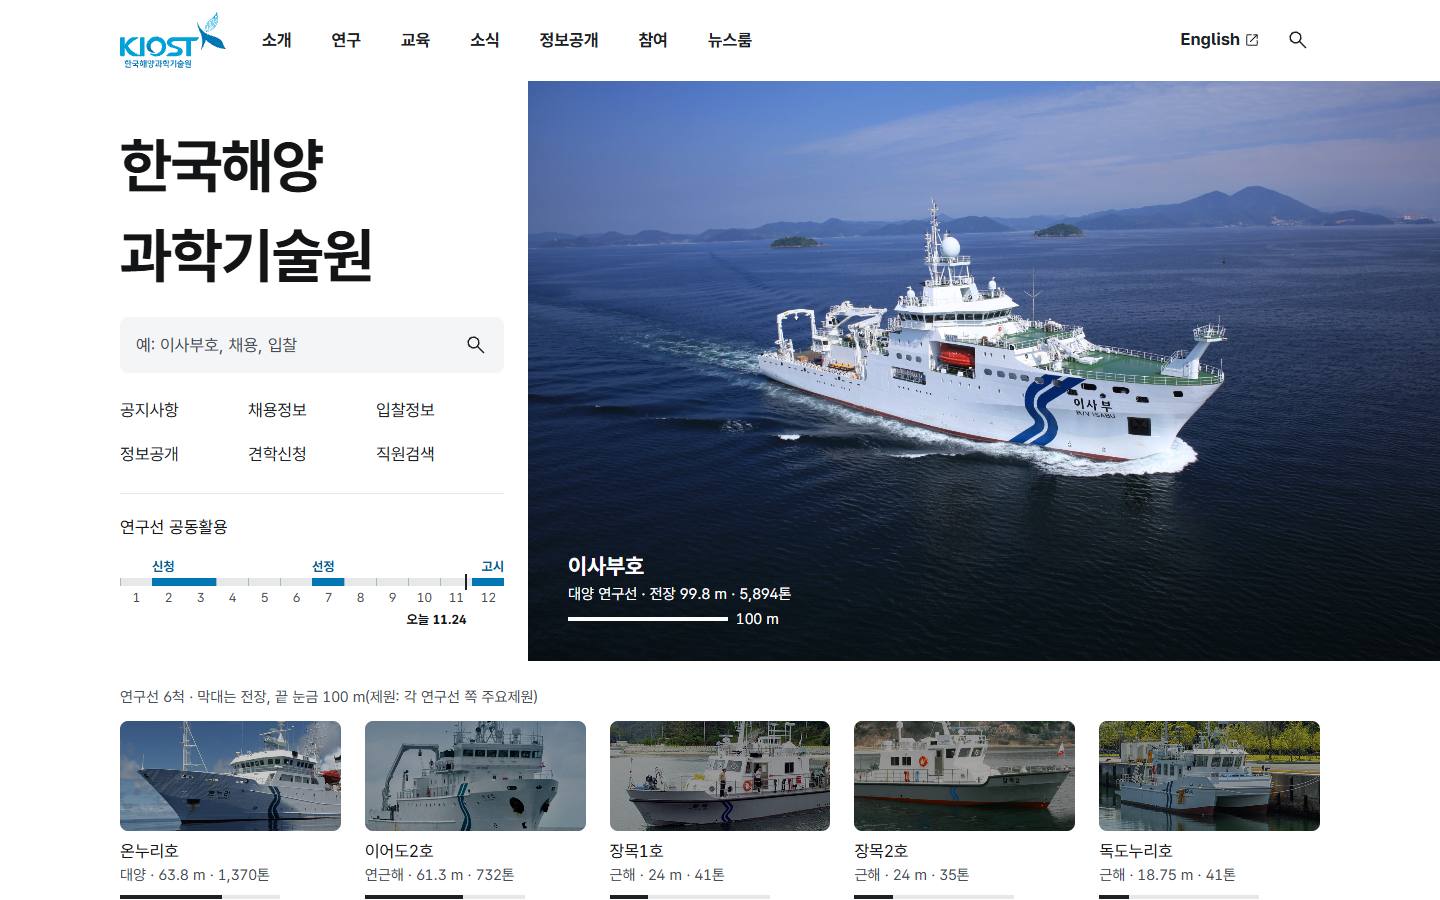 KIOST
한국해양과학기술원
소개 연구 교육 소식 정보공개 참여 뉴스룸
English
한국해양
과학기술원
예: 이사부호, 채용, 입찰
공지사항 채용정보 입찰정보
정보공개 견학신청 직원검색
연구선 공동활용
신청 선정 고시
1 2 3 4 5 6 7 8 9 10 11 12
오늘 11.24
이사부
R/V ISABU
이사부호
대양 연구선 · 전장 99.8 m · 5,894톤
100 m
연구선 6척 · 막대는 전장, 끝 눈금 100 m(제원: 각 연구선 쪽 주요제원)
온누리호
대양 · 63.8 m · 1,370톤
이어도2호
연근해 · 61.3 m · 732톤
장목1호
근해 · 24 m · 41톤
장목2호
근해 · 24 m · 35톤
독도누리호
근해 · 18.75 m · 41톤